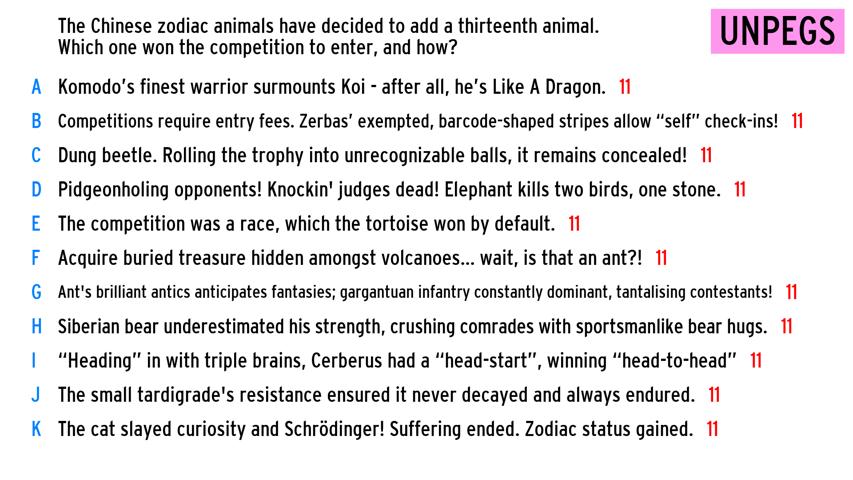 The Chinese zodiac animals have decided to add a thirteenth animal.
Which one won the competition to enter, and how?
UNPEGS
A Komodo's finest warrior surmounts Koi - after all, he's Like A Dragon. 11
B Competitions require entry fees. Zerbas' exempted, barcode-shaped stripes allow “self” check-ins! 11
C Dung beetle. Rolling the trophy into unrecognizable balls, it remains concealed! 11
D Pidgeonholing opponents! Knockin' judges dead! Elephant kills two birds, one stone. 11
E The competition was a race, which the tortoise won by default. 11
F Acquire buried treasure hidden amongst volcanoes... wait, is that an ant?! 11
G Ant's brilliant antics anticipates fantasies; gargantuan infantry constantly dominant, tantalising contestants! 11
H Siberian bear underestimated his strength, crushing comrades with sportsmanlike bear hugs. 11
I “Heading” in with triple brains, Cerberus had a “head-start”, winning “head-to-head” 11
J The small tardigrade's resistance ensured it never decayed and always endured. 11
K The cat slayed curiosity and Schrödinger! Suffering ended. Zodiac status gained. 11